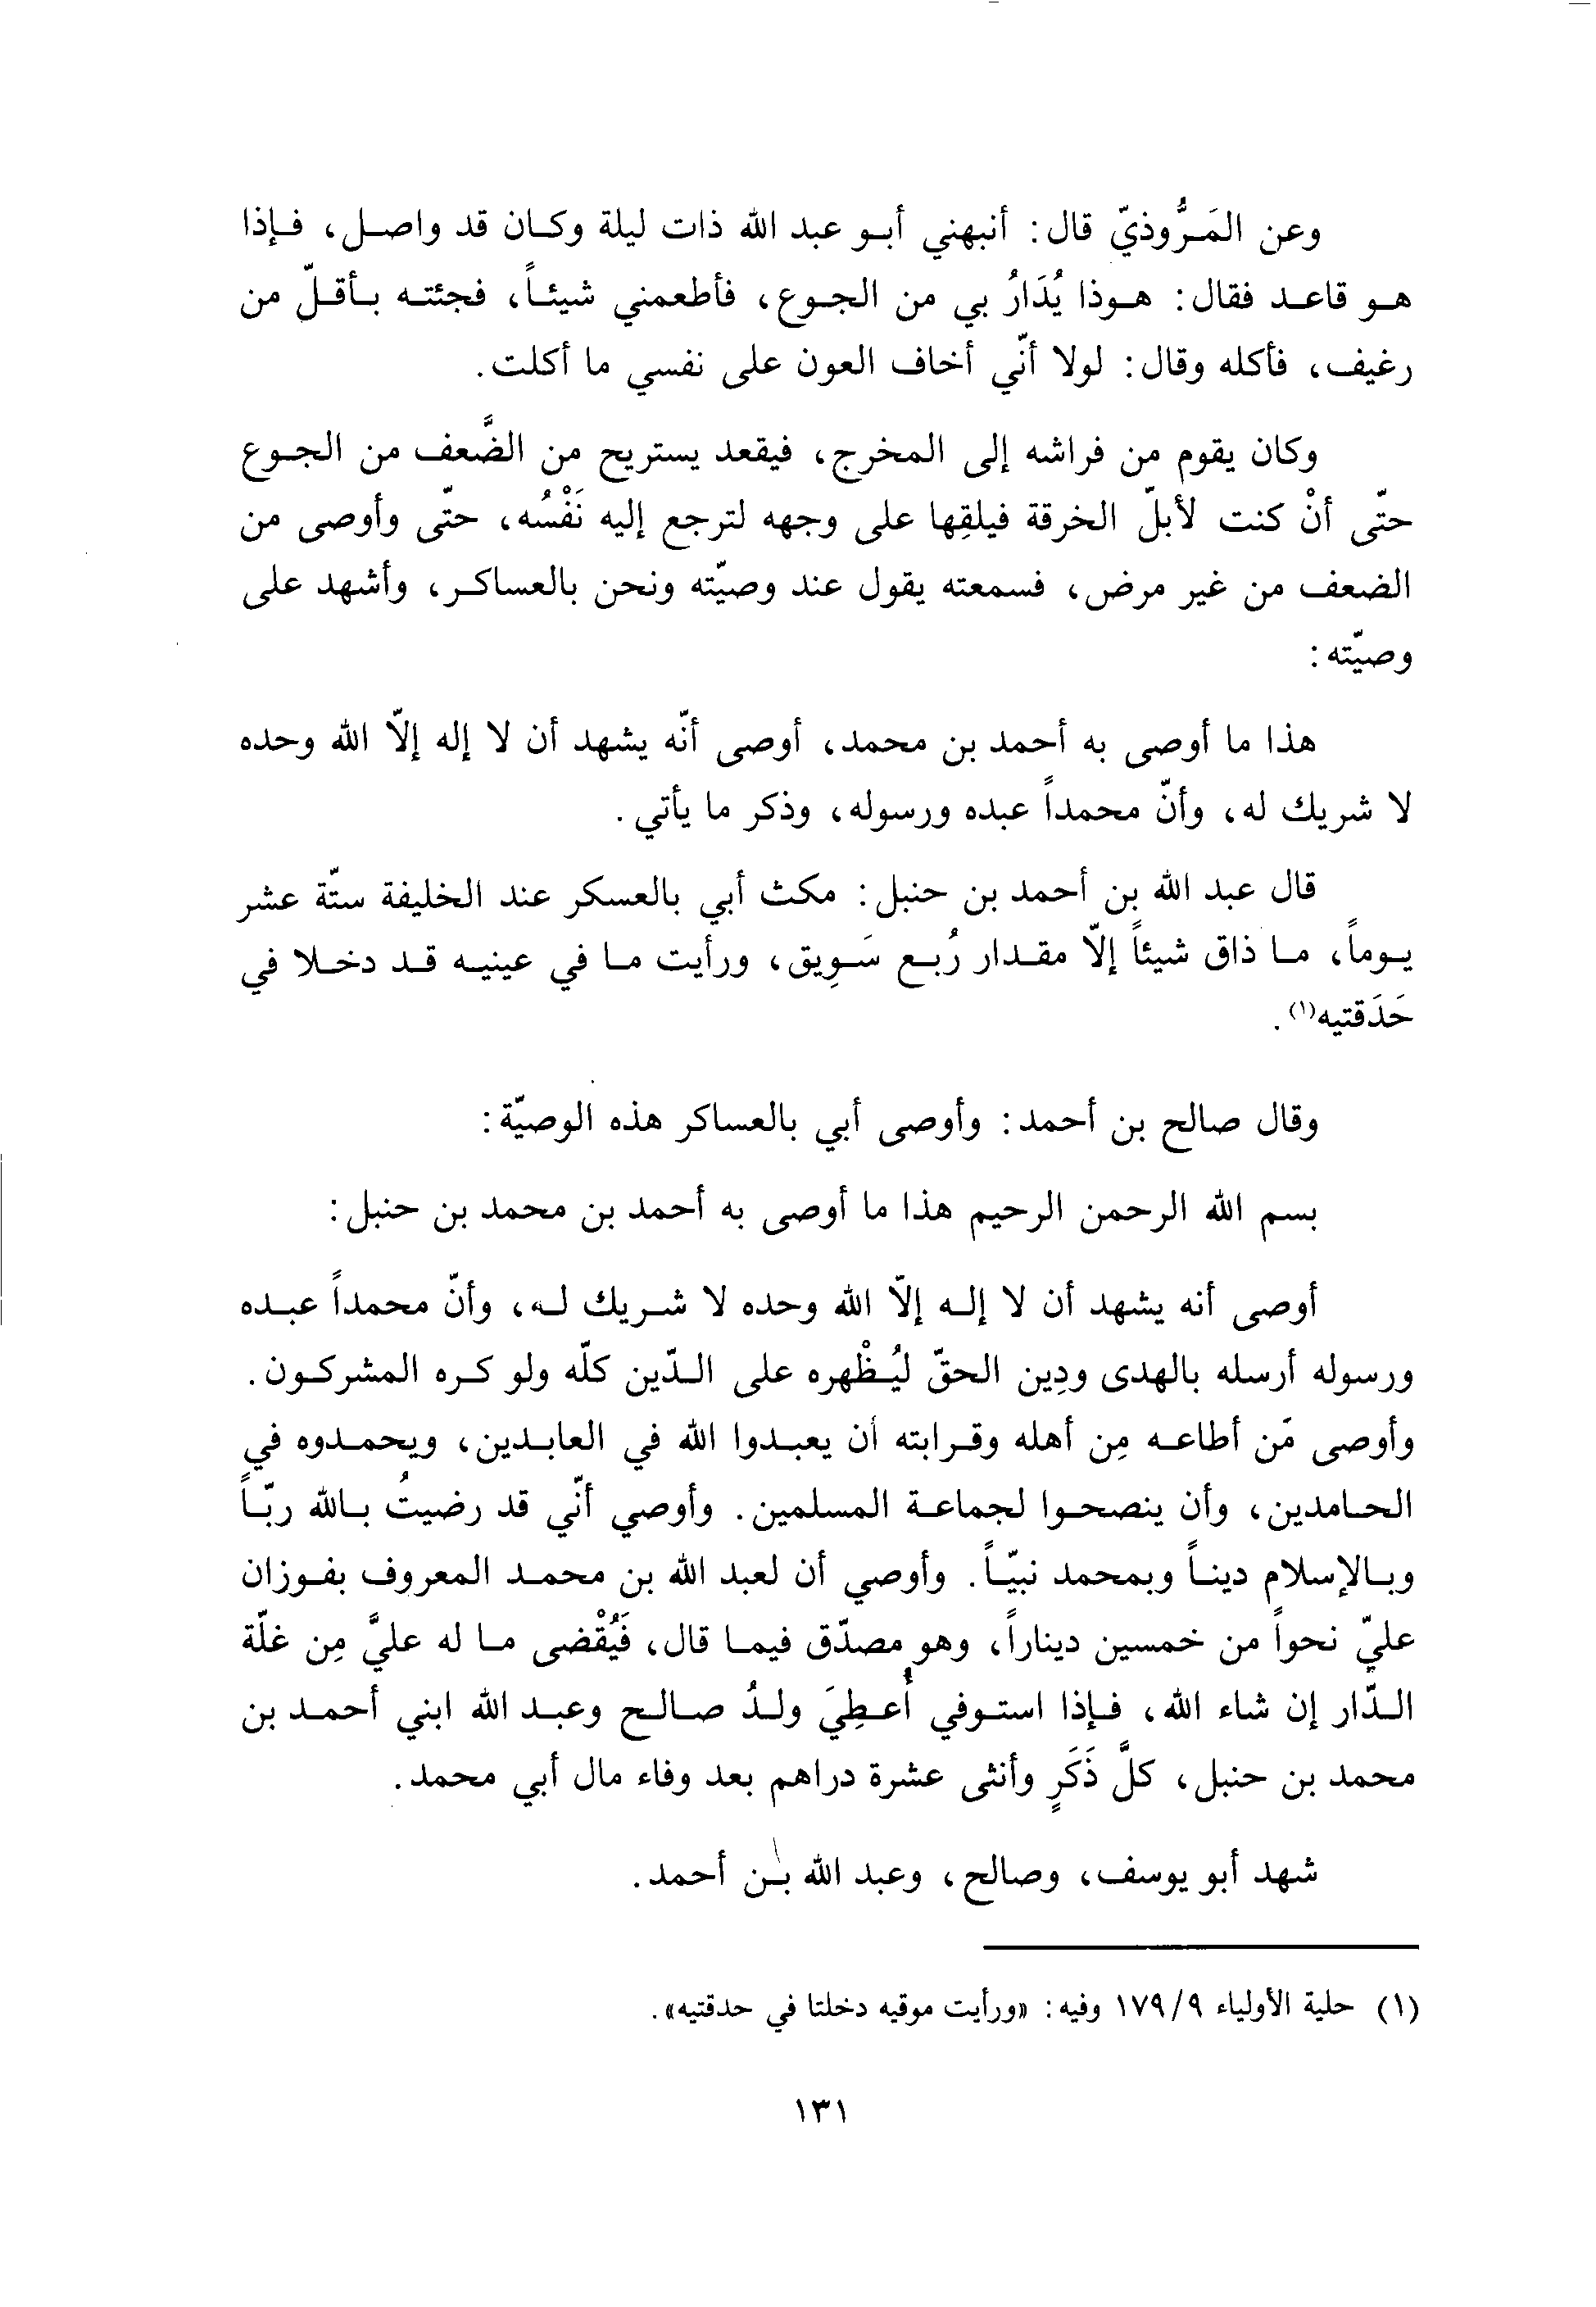 وعن المَرُّوذيّ قال: أنبهني أبو عبد الله ذات ليلة وكان قد واصل، فإذا
هو قاعد فقال: هوذا يُدَارُ بي من الجوع، فأطعمني شيئاً، فجئته بأقلّ من
رغيف، فأكله وقال: لولا أنّي أخاف العون على نفسي ما أكلت.
وكان يقوم من فراشه إلى المخرج، فيقعد يستريح من الضَّعف من الجوع
حتّى أنْ كنت لأبلّ الخرقة فيلقِها على وجهه لترجع إليه نَفْسُه، حتّى وأوصى من
الضعف من غير مرض، فسمعته يقول عند وصيّته ونحن بالعساكر، وأشهد على
وصيّته:
هذا ما أوصى به أحمد بن محمد، أوصى أنّه يشهد أن لا إله إلاّ الله وحده
لا شريك له، وأنّ محمداً عبده ورسوله، وذكر ما يأتي.
قال عبد الله بن أحمد بن حنبل: مكث أبي بالعسكر عند الخليفة ستّة عشر
يوماً، ما ذاق شيئاً إلاّ مقدار رُبع سَوِيق، ورأيت ما في عينيه قد دخلا في
حَدَقتيه(١).
وقال صالح بن أحمد: وأوصى أبي بالعساكر هذه الوصيّة:
بسم الله الرحمن الرحيم هذا ما أوصى به أحمد بن محمد بن حنبل:
أوصى أنه يشهد أن لا إله إلاّ الله وحده لا شريك له، وأنّ محمداً عبده
ورسوله أرسله بالهدى ودِين الحقّ ليُظْهره على الدّين كلّه ولو كره المشركون.
وأوصى مَن أطاعه مِن أهله وقرابته أن يعبدوا الله في العابدين، ويحمدوه في
الحامدين، وأن ينصحوا لجماعة المسلمين. وأوصي أنّي قد رضيتُ بالله ربّاً
وبالإسلام ديناً وبمحمد نبيّاً. وأوصي أن لعبد الله بن محمد المعروف بفوزان
عليّ نحواً من خمسين ديناراً، وهو مصدّق فيما قال، فَيُقْضى ما له عليَّ مِن غلّة
الدّار إن شاء الله، فإذا استوفي أُعطِيَ ولدُ صالح وعبد الله ابني أحمد بن
محمد بن حنبل، كلَّ ذَكَرٍ وأنثى عشرة دراهم بعد وفاء مال أبي محمد.
شهد أبو يوسف، وصالح، وعبد الله بن أحمد.
(١) حلية الأولياء ١٧٩/٩ وفيه: «ورأيت موقيه دخلتا في حدقتيه».
١٣١